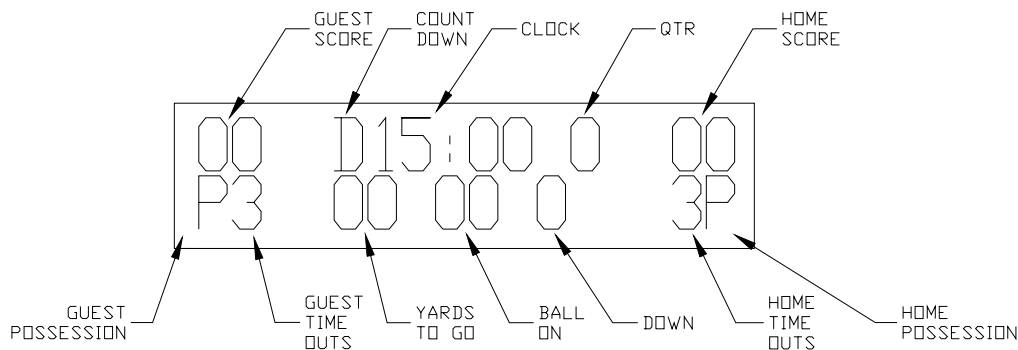 GUEST
SCORE
COUNT
DOWN
CLOCK
QTR
HOME
SCORE
00 D15:00 0 00
P3 00 00 0 3P
GUEST
POSSESSION
GUEST
TIME
OUTS
YARDS
TO GO
BALL
ON
DOWN
HOME
TIME
OUTS
HOME
POSSESSION